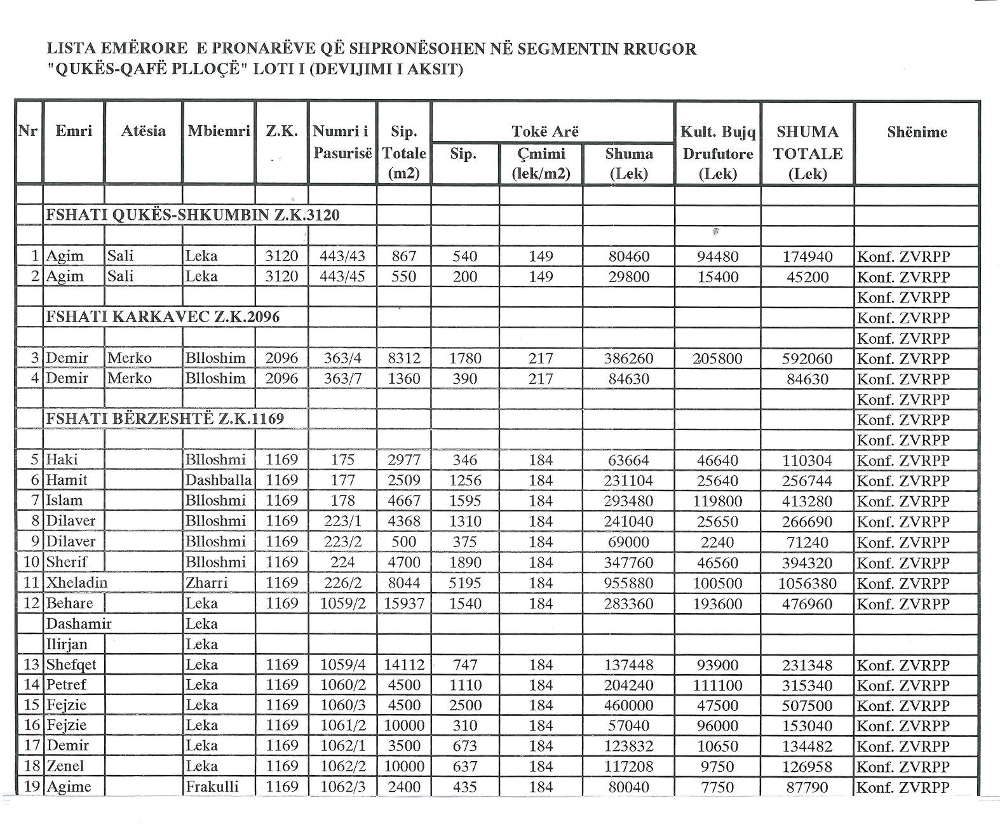 LISTA EMËRORE E PRONARËVE QË SHPRONËSOHEN NË SEGMENTIN RRUGOR
"QUKËS-QAFË PLLOÇË" LOTI I (DEVIJIMI I AKSIT)
Nr Emri Atësia Mbiemri Z.K. Numri i Pasurisë Sip. Totale (m2) Tokë Arë Kult. Bujq Drufutore (Lek) SHUMA TOTALE (Lek) Shënime
Sip. Çmimi (lek/m2) Shuma (Lek)
FSHATI QUKËS-SHKUMBIN Z.K.3120
1 Agim Sali Leka 3120 443/43 867 540 149 80460 94480 174940 Konf. ZVRPP
2 Agim Sali Leka 3120 443/45 550 200 149 29800 15400 45200 Konf. ZVRPP
Konf. ZVRPP
FSHATI KARKAVEC Z.K.2096 Konf. ZVRPP
Konf. ZVRPP
3 Demir Merko Blloshim 2096 363/4 8312 1780 217 386260 205800 592060 Konf. ZVRPP
4 Demir Merko Blloshim 2096 363/7 1360 390 217 84630 84630 Konf. ZVRPP
Konf. ZVRPP
FSHATI BËRZESHTË Z.K.1169 Konf. ZVRPP
Konf. ZVRPP
5 Haki Blloshmi 1169 175 2977 346 184 63664 46640 110304 Konf. ZVRPP
6 Hamit Dashballa 1169 177 2509 1256 184 231104 25640 256744 Konf. ZVRPP
7 Islam Blloshmi 1169 178 4667 1595 184 293480 119800 413280 Konf. ZVRPP
8 Dilaver Blloshmi 1169 223/1 4368 1310 184 241040 25650 266690 Konf. ZVRPP
9 Dilaver Blloshmi 1169 223/2 500 375 184 69000 2240 71240 Konf. ZVRPP
10 Sherif Blloshmi 1169 224 4700 1890 184 347760 46560 394320 Konf. ZVRPP
11 Xheladin Zharri 1169 226/2 8044 5195 184 955880 100500 1056380 Konf. ZVRPP
12 Behare Leka 1169 1059/2 15937 1540 184 283360 193600 476960 Konf. ZVRPP
Dashamir Leka
Ilirjan Leka
13 Shefqet Leka 1169 1059/4 14112 747 184 137448 93900 231348 Konf. ZVRPP
14 Petref Leka 1169 1060/2 4500 1110 184 204240 111100 315340 Konf. ZVRPP
15 Fejzie Leka 1169 1060/3 4500 2500 184 460000 47500 507500 Konf. ZVRPP
16 Fejzie Leka 1169 1061/2 10000 310 184 57040 96000 153040 Konf. ZVRPP
17 Demir Leka 1169 1062/1 3500 673 184 123832 10650 134482 Konf. ZVRPP
18 Zenel Leka 1169 1062/2 10000 637 184 117208 9750 126958 Konf. ZVRPP
19 Agime Frakulli 1169 1062/3 2400 435 184 80040 7750 87790 Konf. ZVRPP